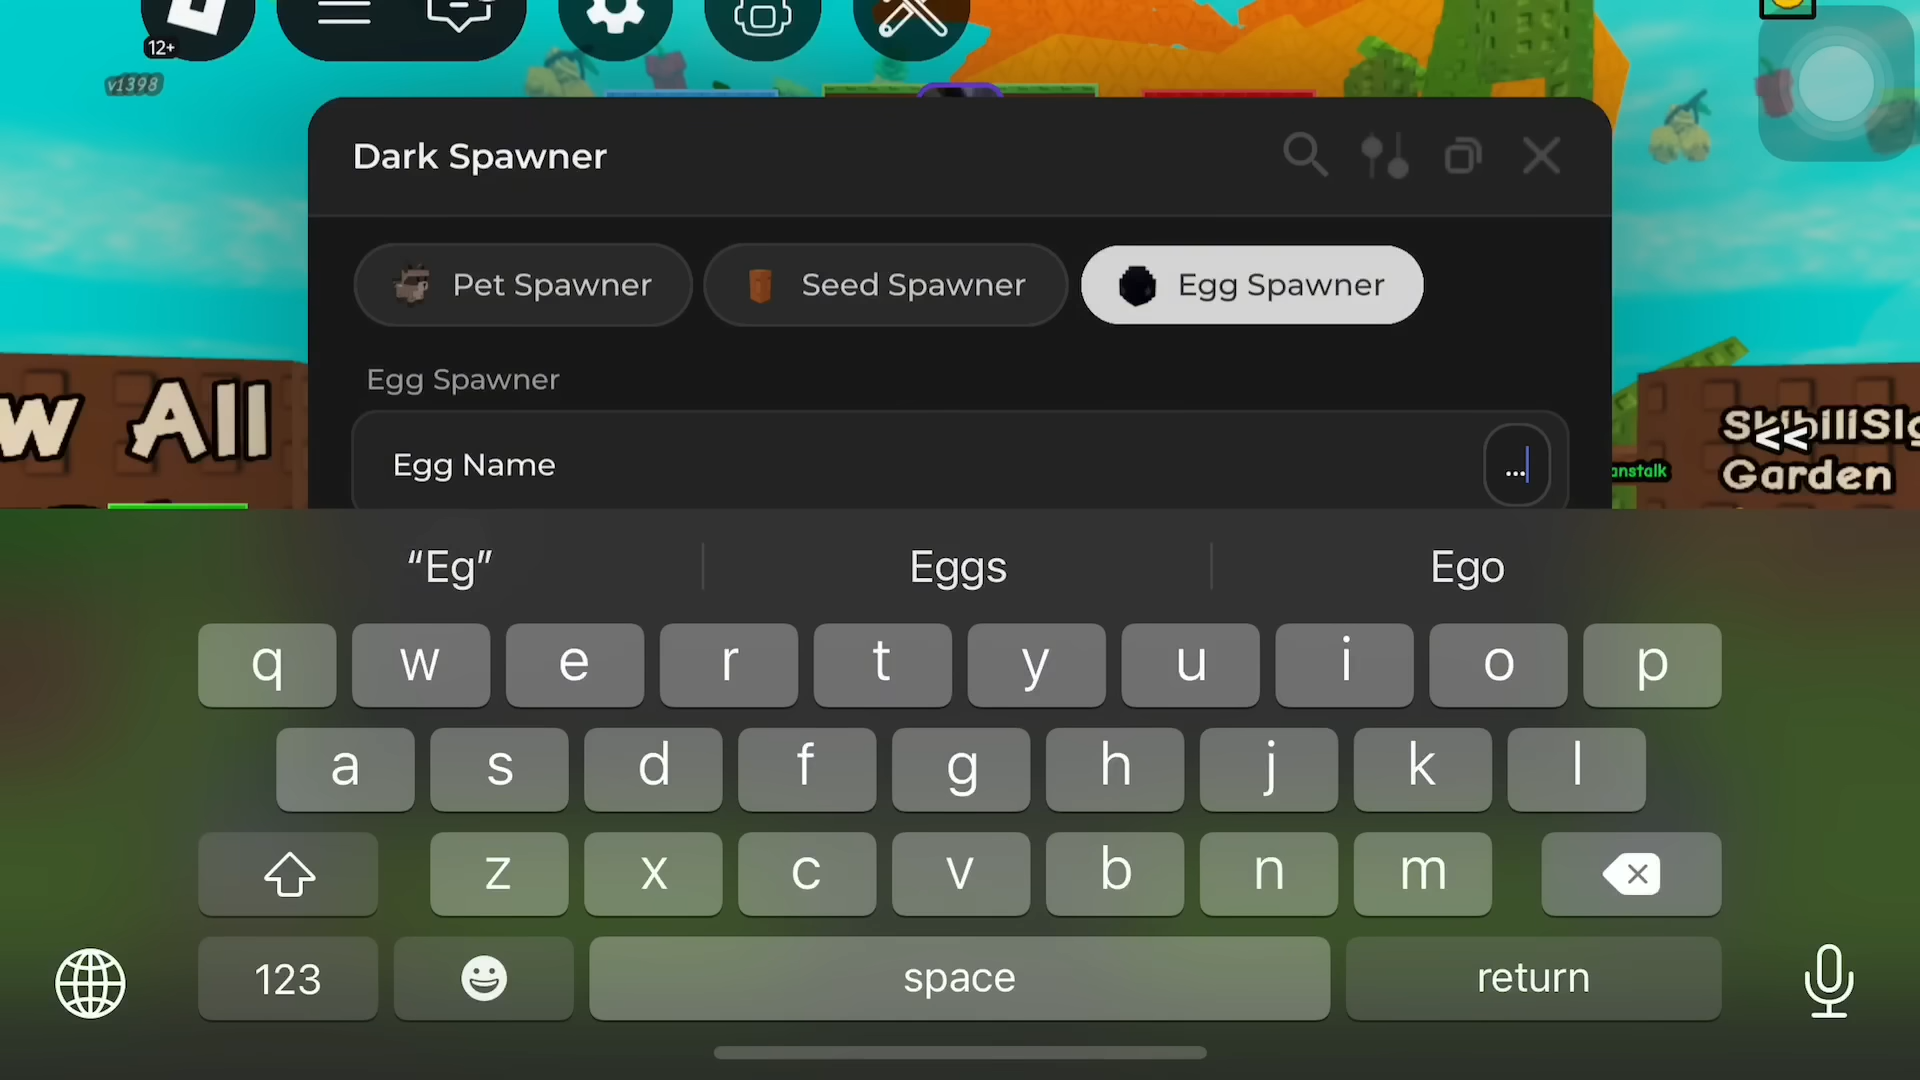 12+
v1398
Dark Spawner
Pet Spawner
Seed Spawner
Egg Spawner
Egg Spawner
Egg Name
...
All
<<
Garden
anstalk
“Eg”
Eggs
Ego
q w e r t y u i o p
a s d f g h j k l
z x c v b n m
123
space
return